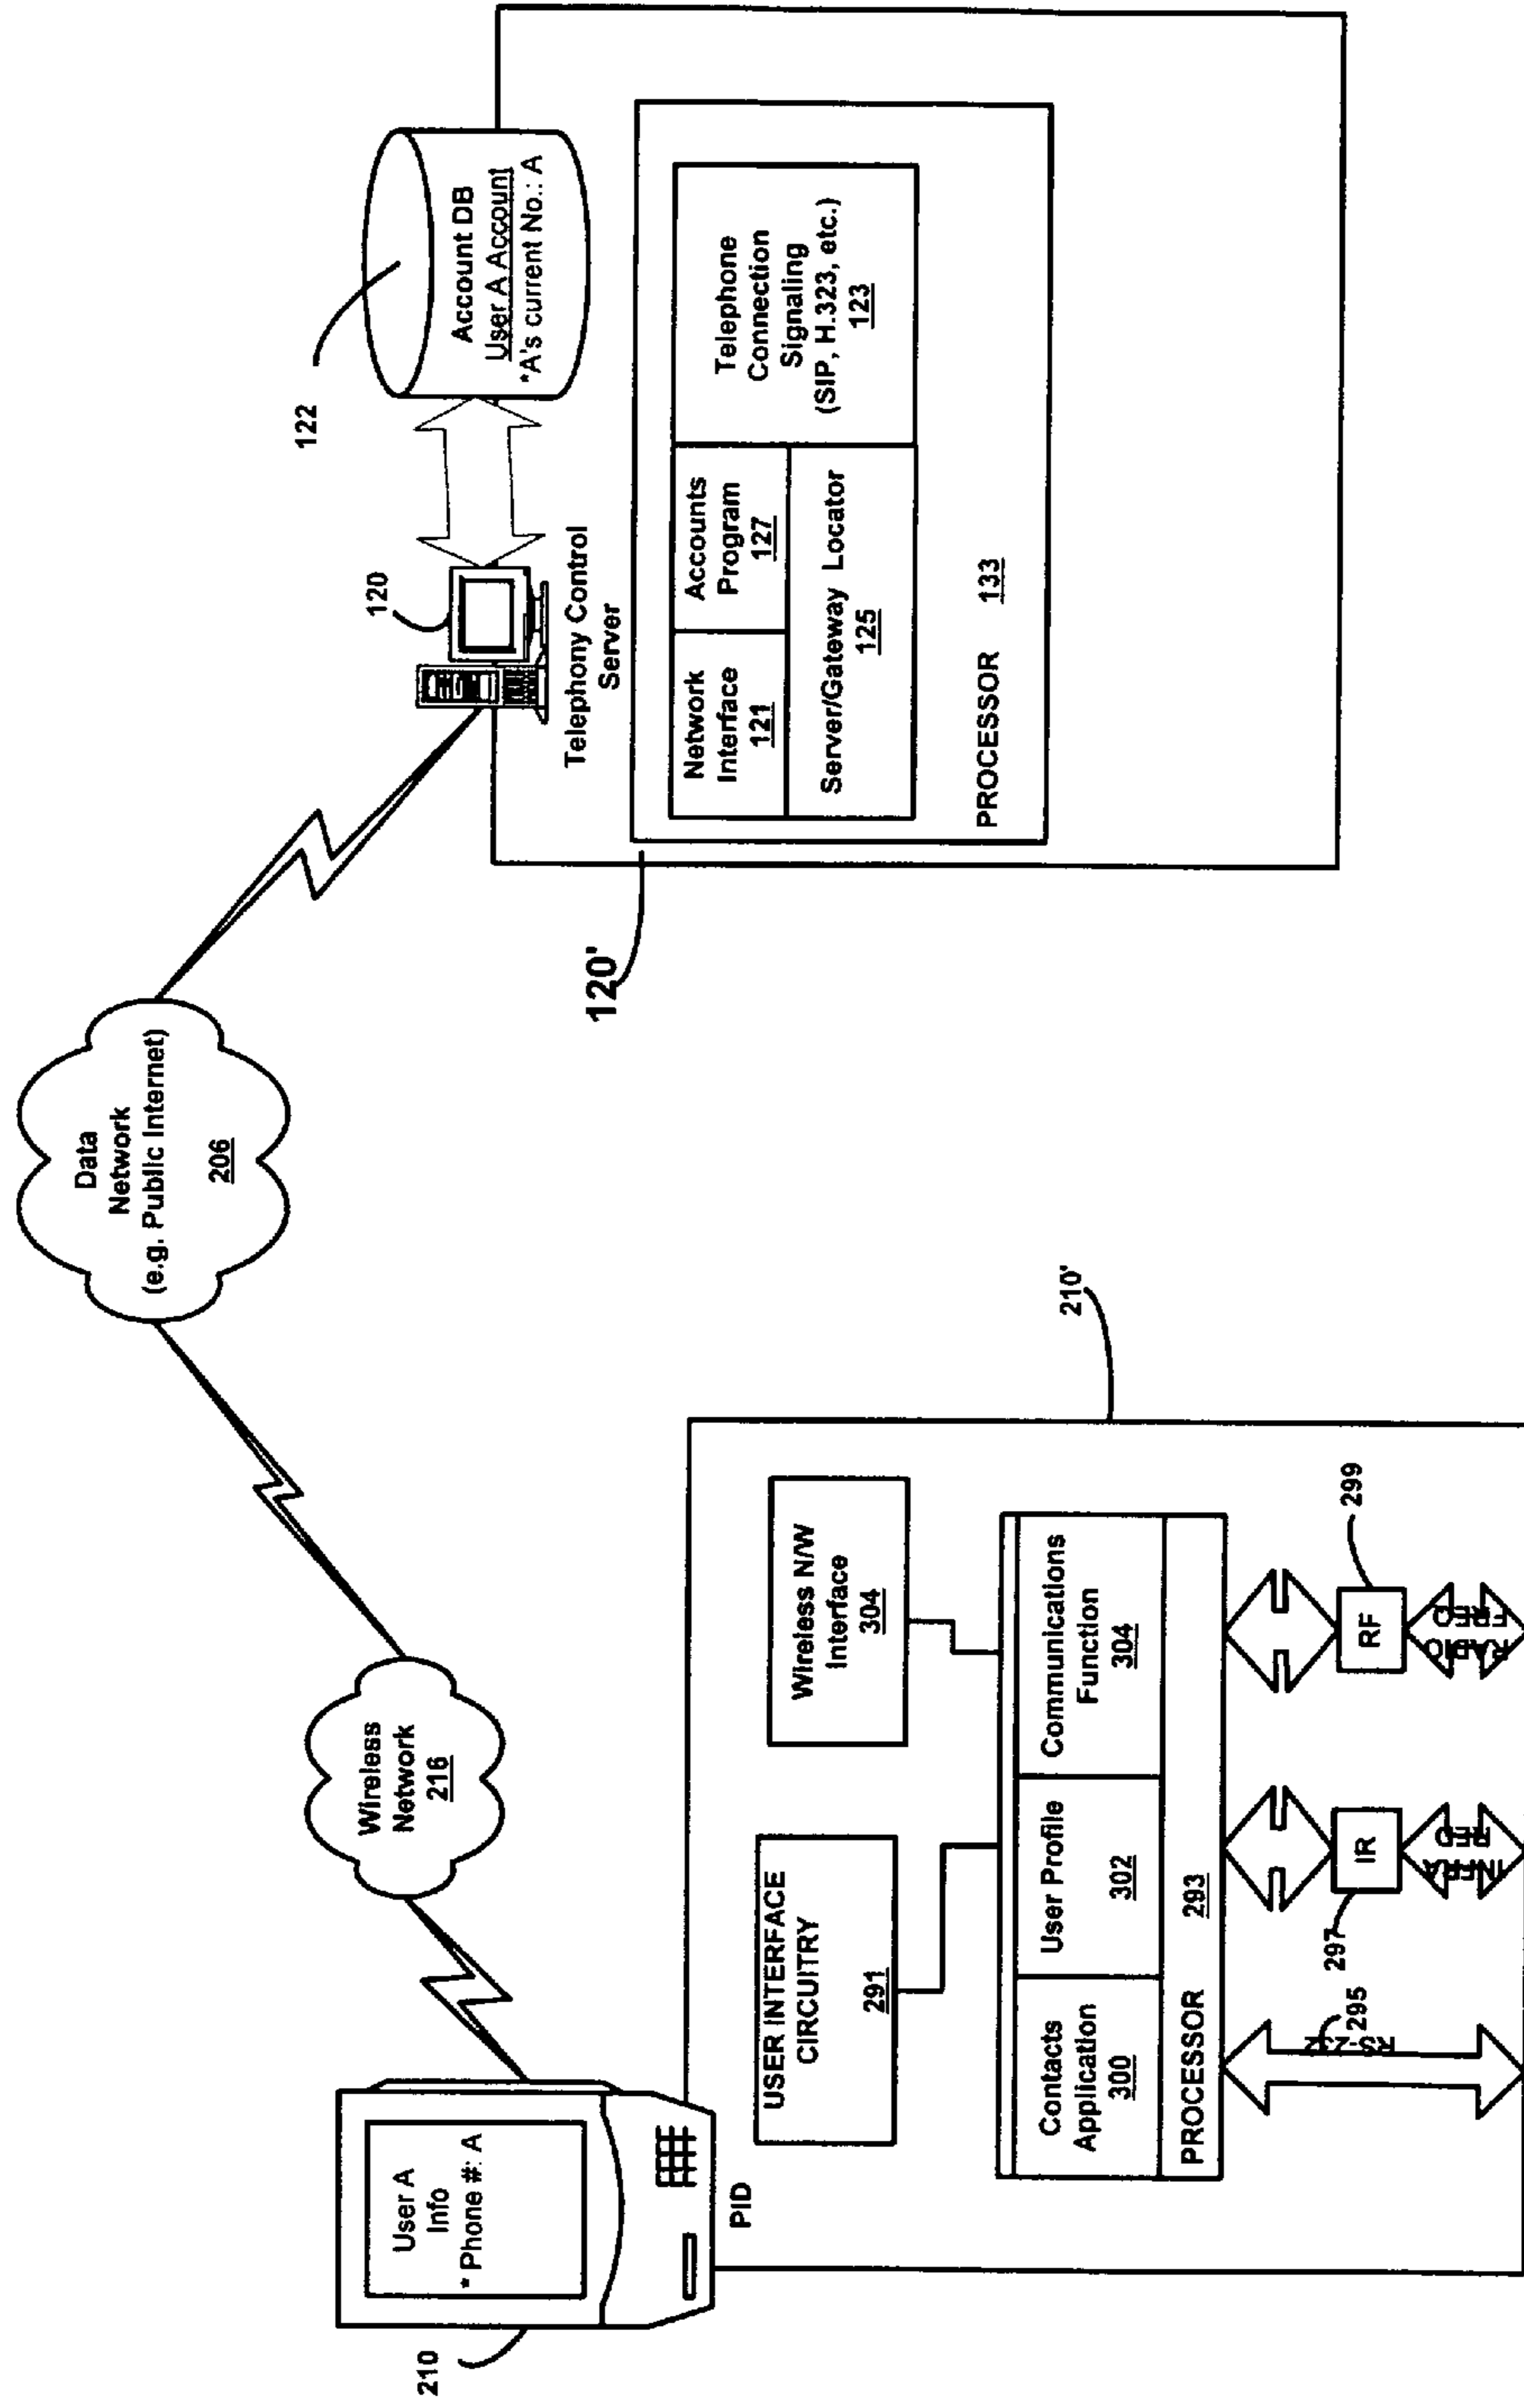 Data
Network
(e.g. Public Internet)
206
Wireless
Network
216
210
User A
Info
* Phone #: A
PID
122
120
Account DB
User A Account
*A's current No.: A
Telephony Control
Server
120'
Network
Interface
121
Accounts
Program
127
Telephone
Connection
Signaling
(SIP, H.323, etc.)
123
Server/Gateway Locator
125
PROCESSOR
133
210'
USER INTERFACE
CIRCUITRY
291
Wireless N/W
Interface
304
Contacts
Application
300
User Profile
302
Communications
Function
304
PROCESSOR
293
295
297
IR
299
RF